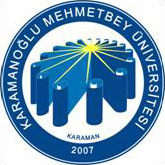 KARAMANOĞLU MEHMETBEY ÜNİVERSİTESİ
KARAMAN
2007